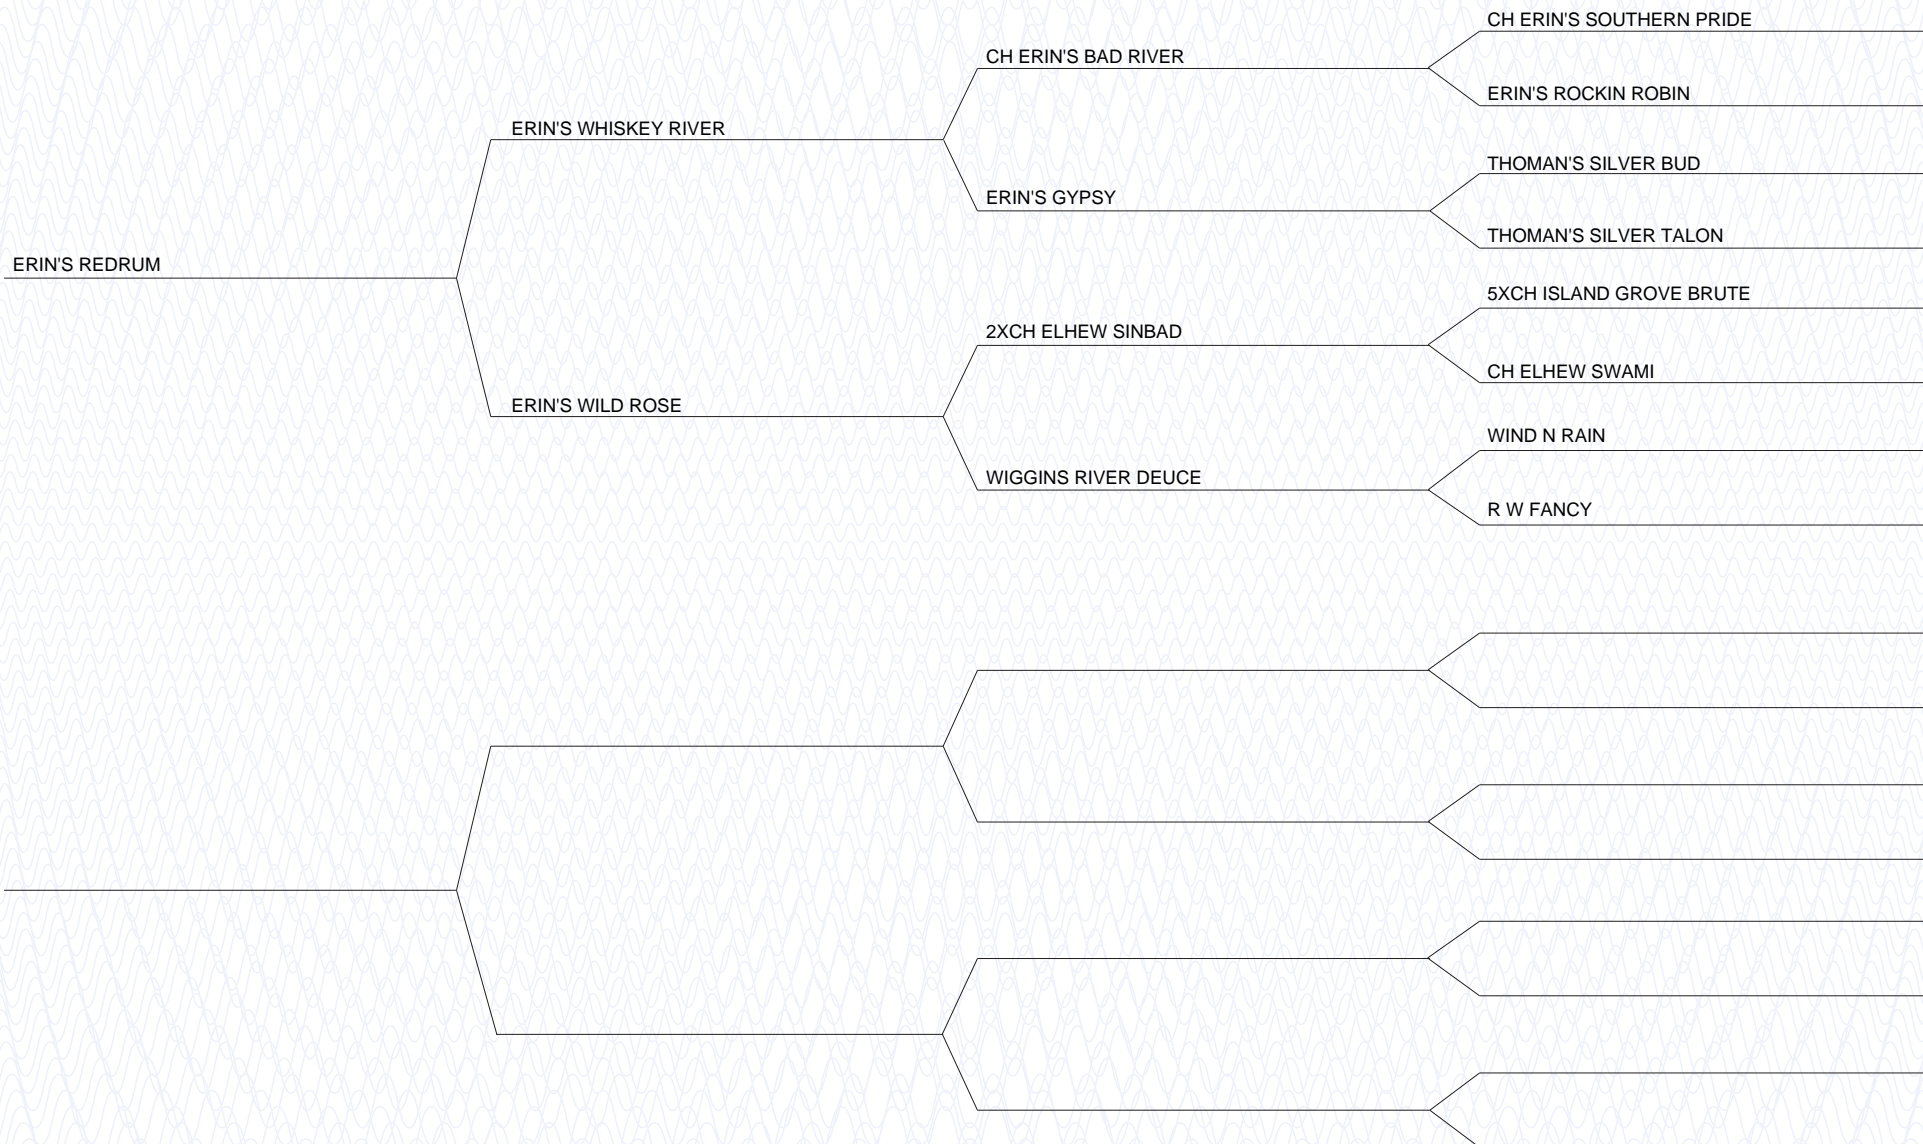 CH ERIN'S SOUTHERN PRIDE
CH ERIN'S BAD RIVER
ERIN'S ROCKIN ROBIN
ERIN'S WHISKEY RIVER
THOMAN'S SILVER BUD
ERIN'S GYPSY
THOMAN'S SILVER TALON
ERIN'S REDRUM
5XCH ISLAND GROVE BRUTE
2XCH ELHEW SINBAD
CH ELHEW SWAMI
ERIN'S WILD ROSE
WIND N RAIN
WIGGINS RIVER DEUCE
R W FANCY